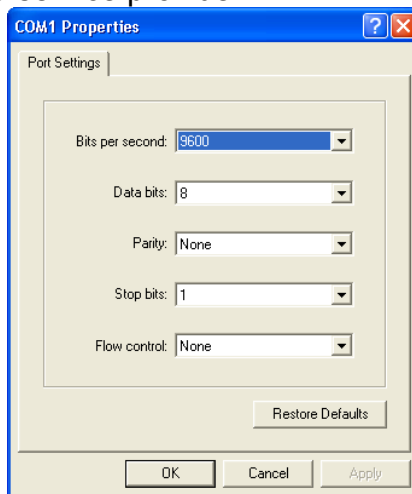 COM1 Properties
Port Settings
Bits per second: 9600
Data bits: 8
Parity: None
Stop bits: 1
Flow control: None
Restore Defaults
OK Cancel Apply